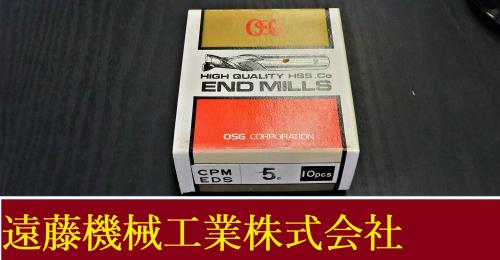 OSG
HIGH QUALITY HSS.Co
END MILLS
OSG CORPORATION
CPM
EDS
5
10pcs
遠藤機械工業株式会社